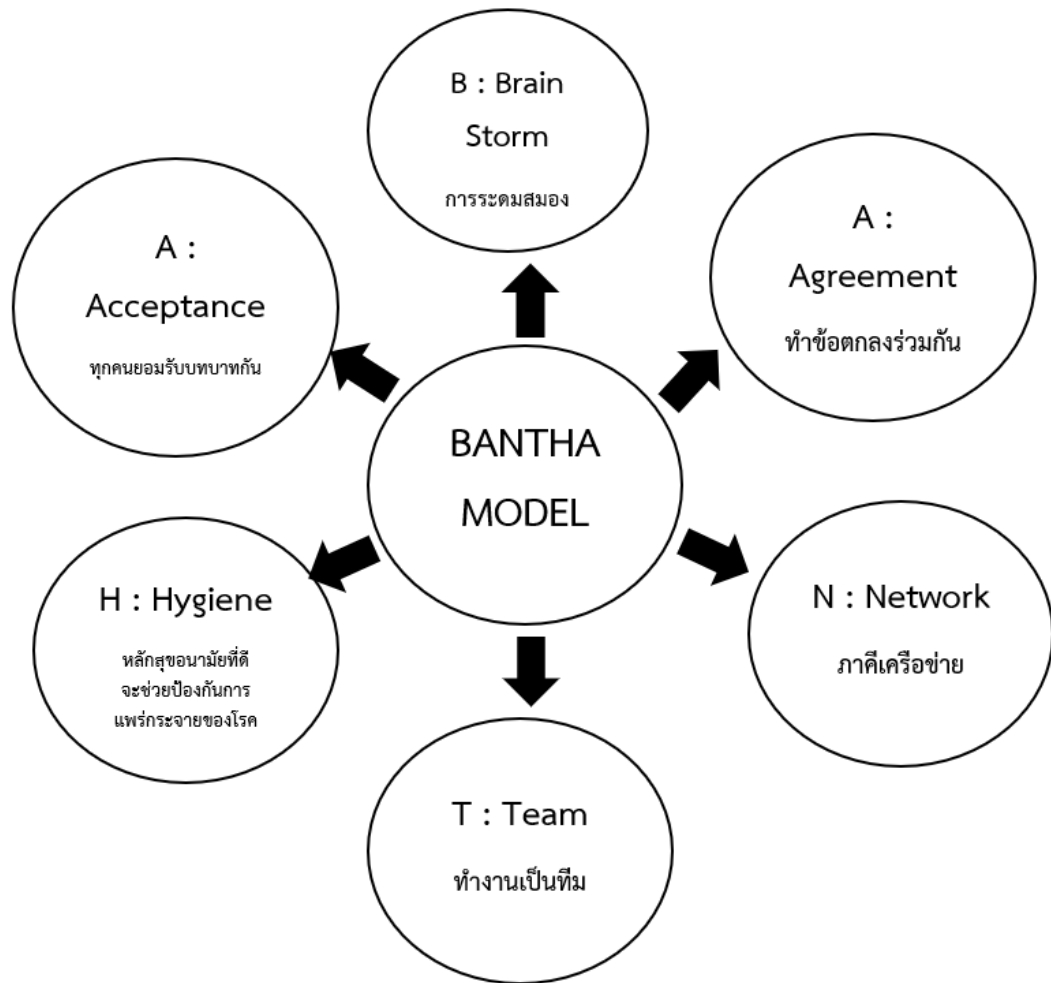 B : Brain
Storm
การระดมสมอง
A :
Agreement
ทำข้อตกลงร่วมกัน
N : Network
ภาคีเครือข่าย
T : Team
ทำงานเป็นทีม
H : Hygiene
หลักสุขอนามัยที่ดี
จะช่วยป้องกันการ
แพร่กระจายของโรค
A :
Acceptance
ทุกคนยอมรับบทบาทกัน
BANTHA
MODEL